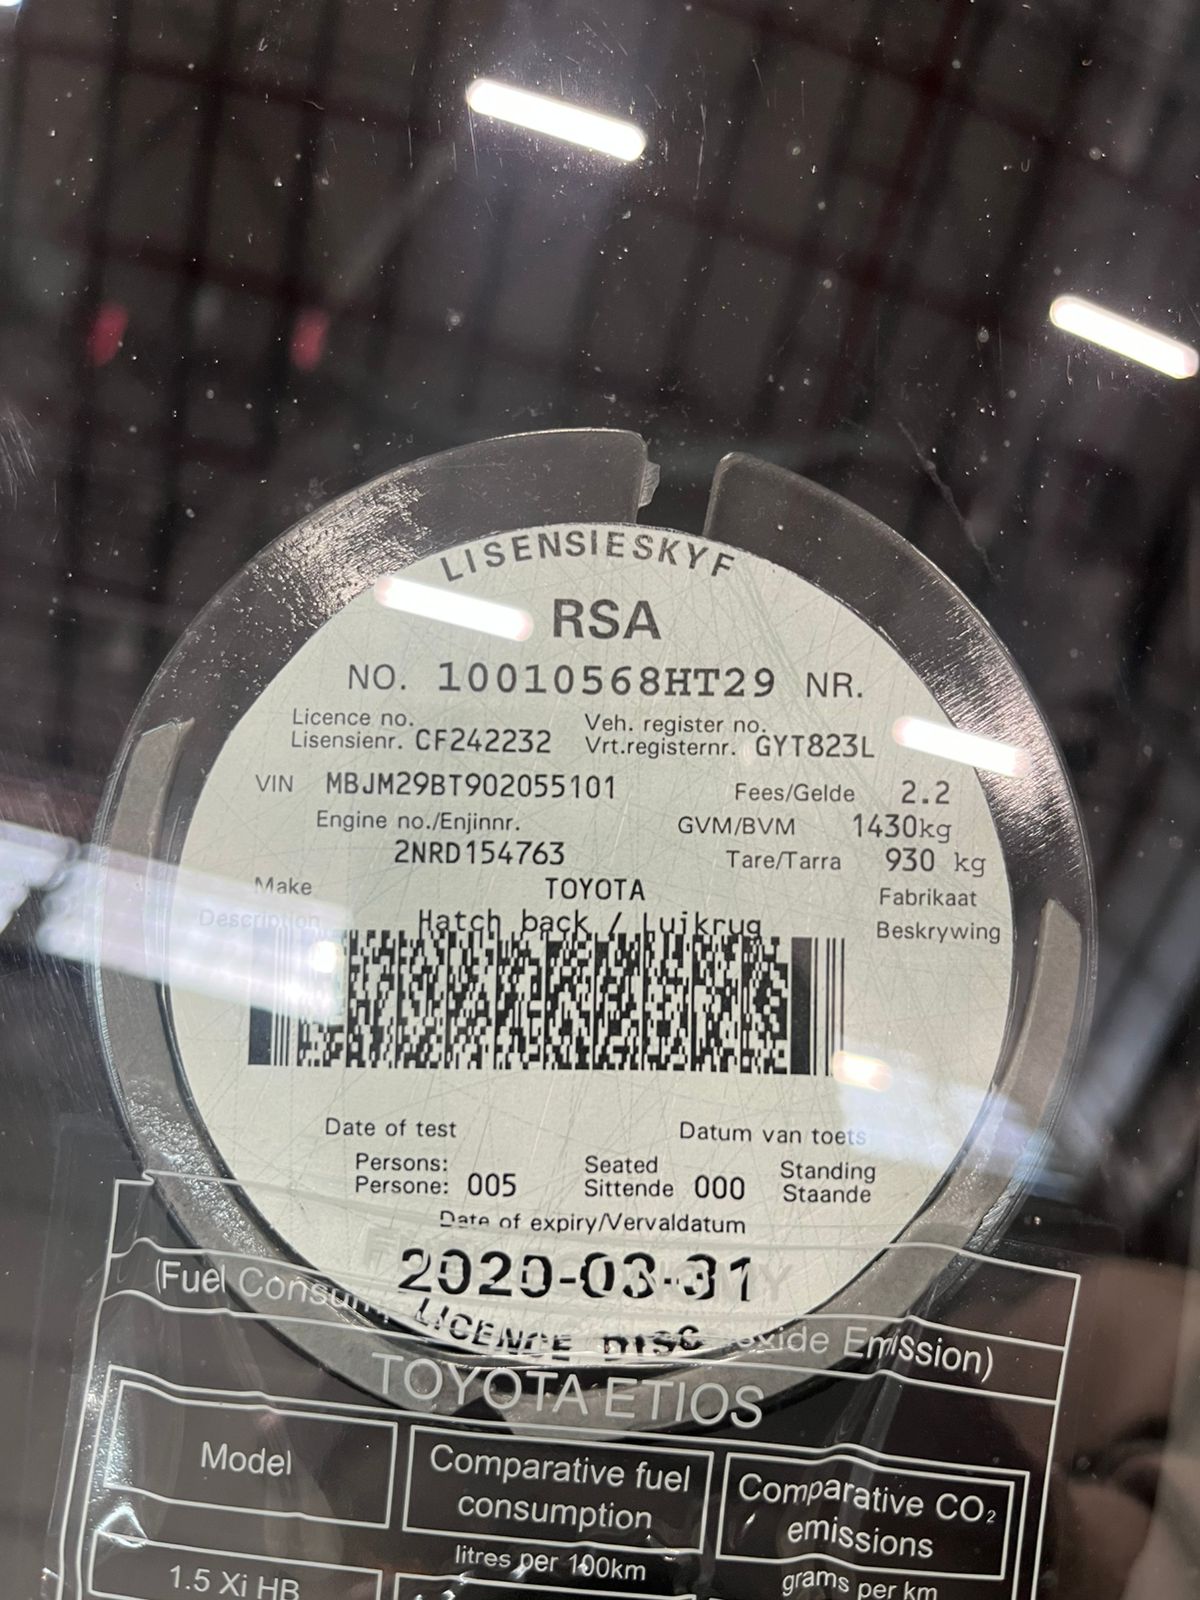 LISENSIESKYF
RSA
NO. 10010568HT29 NR.
Licence no.
Lisensienr. CF242232
Veh. register no.
Vrt.registernr. GYT823L
VIN MBJM29BT902055101
Fees/Gelde 2.2
Engine no./Enjinnr.
2NRD154763
GVM/BVM 1430kg
Tare/Tarra 930 kg
Make TOYOTA Fabrikaat
Description Hatch back / Luikrug Beskrywing
Date of test Datum van toets
Persons:
Persone: 005
Seated
Sittende 000
Standing
Staande
Date of expiry/Vervaldatum
2020-03-31
LICENCE DISC
(Fuel Emission)
TOYOTA ETIOS
Model
Comparative fuel
consumption
Comparative CO₂
emissions
litres per 100km
grams per km
1.5 Xi HB